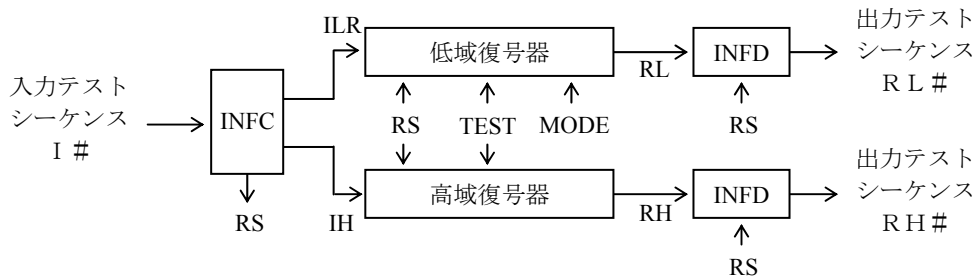 入力テスト
シーケンス
I #
INFC
RS
ILR
IH
低域復号器
RS
TEST
MODE
高域復号器
RL
INFD
RS
RH
INFD
RS
出力テスト
シーケンス
RL#
出力テスト
シーケンス
RH#